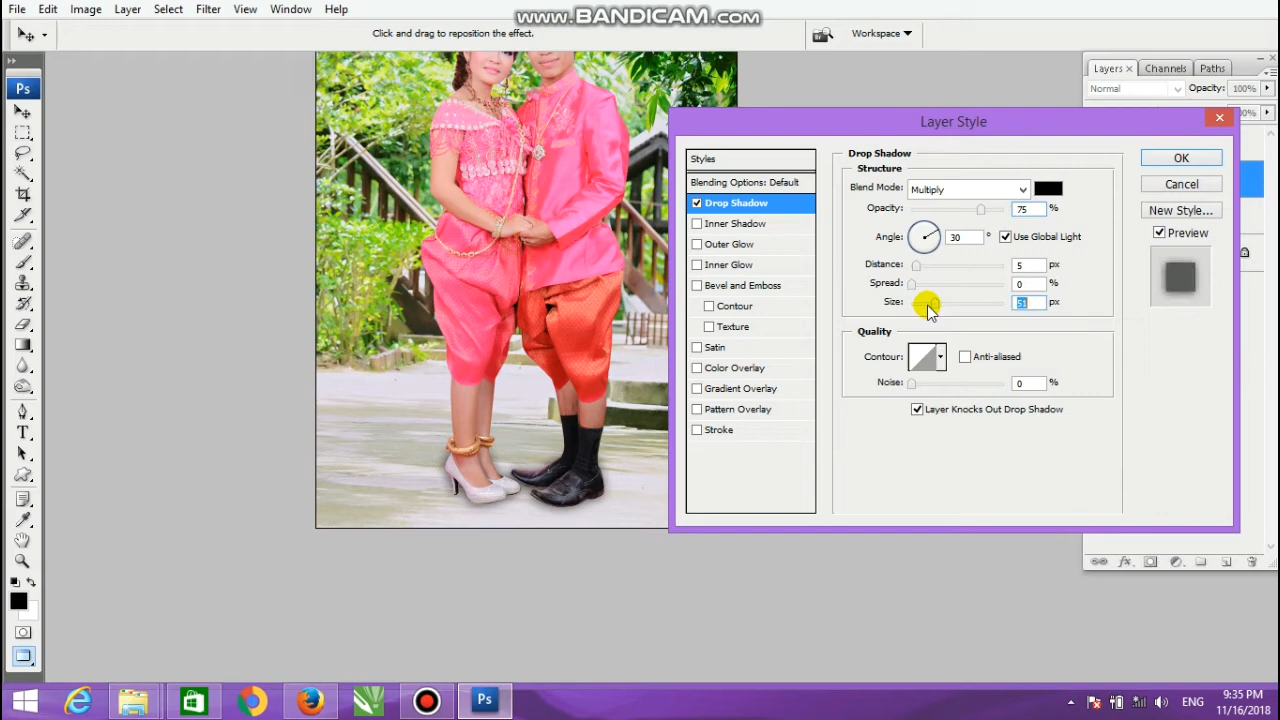 File Edit Image Layer Select Filter View Window Help
www.BANDICAM.com
Click and drag to reposition the effect.
Workspace
Ps
Layers × Channels Paths
Normal Opacity: 100%
Layer Style
Styles
Blending Options: Default
Drop Shadow
Inner Shadow
Outer Glow
Inner Glow
Bevel and Emboss
Contour
Texture
Satin
Color Overlay
Gradient Overlay
Pattern Overlay
Stroke
Drop Shadow
Structure
Blend Mode: Multiply
Opacity: 75 %
Angle: 30 ° Use Global Light
Distance: 5 px
Spread: 0 %
Size: 51 px
Quality
Contour: Anti-aliased
Noise: 0 %
Layer Knocks Out Drop Shadow
OK
Cancel
New Style...
Preview
T
fx
Ps
ENG
9:35 PM
11/16/2018